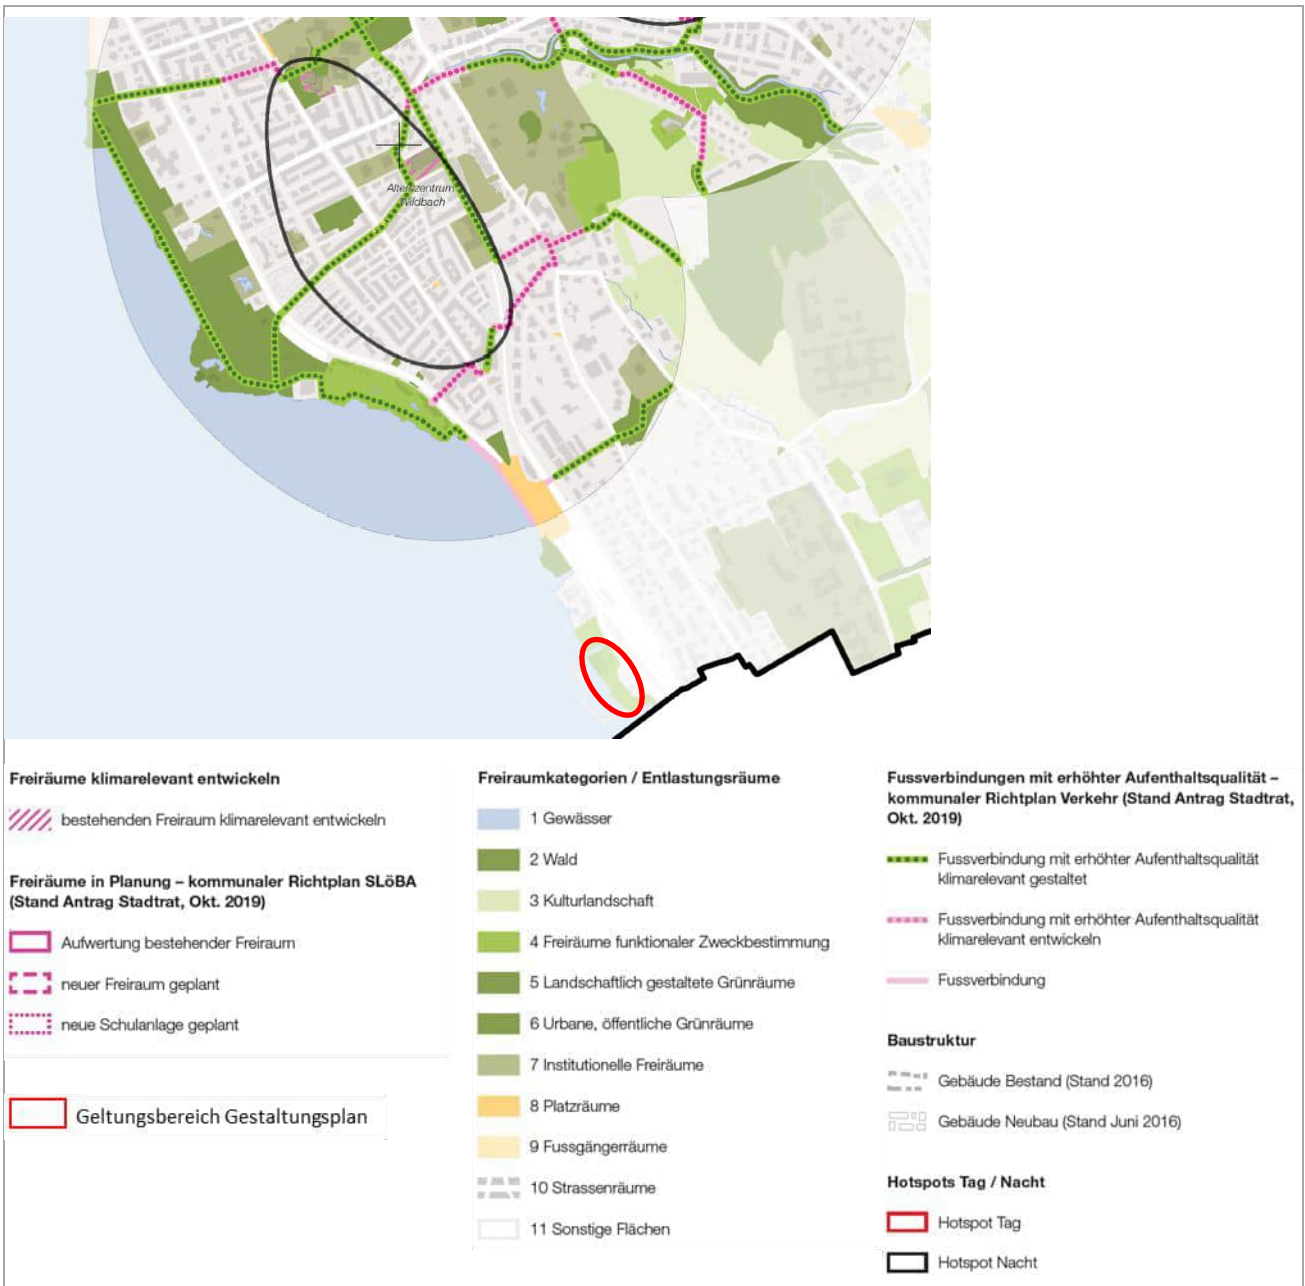 Alterszentrum
Wildbach
Freiräume klimarelevant entwickeln
bestehenden Freiraum klimarelevant entwickeln
Freiräume in Planung – kommunaler Richtplan SLöBA
(Stand Antrag Stadtrat, Okt. 2019)
Aufwertung bestehender Freiraum
neuer Freiraum geplant
neue Schulanlage geplant
Geltungsbereich Gestaltungsplan
Freiraumkategorien / Entlastungsräume
1 Gewässer
2 Wald
3 Kulturlandschaft
4 Freiräume funktionaler Zweckbestimmung
5 Landschaftlich gestaltete Grünräume
6 Urbane, öffentliche Grünräume
7 Institutionelle Freiräume
8 Platzräume
9 Fussgängerräume
10 Strassenräume
11 Sonstige Flächen
Fussverbindungen mit erhöhter Aufenthaltsqualität –
kommunaler Richtplan Verkehr (Stand Antrag Stadtrat,
Okt. 2019)
Fussverbindung mit erhöhter Aufenthaltsqualität
klimarelevant gestaltet
Fussverbindung mit erhöhter Aufenthaltsqualität
klimarelevant entwickeln
Fussverbindung
Baustruktur
Gebäude Bestand (Stand 2016)
Gebäude Neubau (Stand Juni 2016)
Hotspots Tag / Nacht
Hotspot Tag
Hotspot Nacht